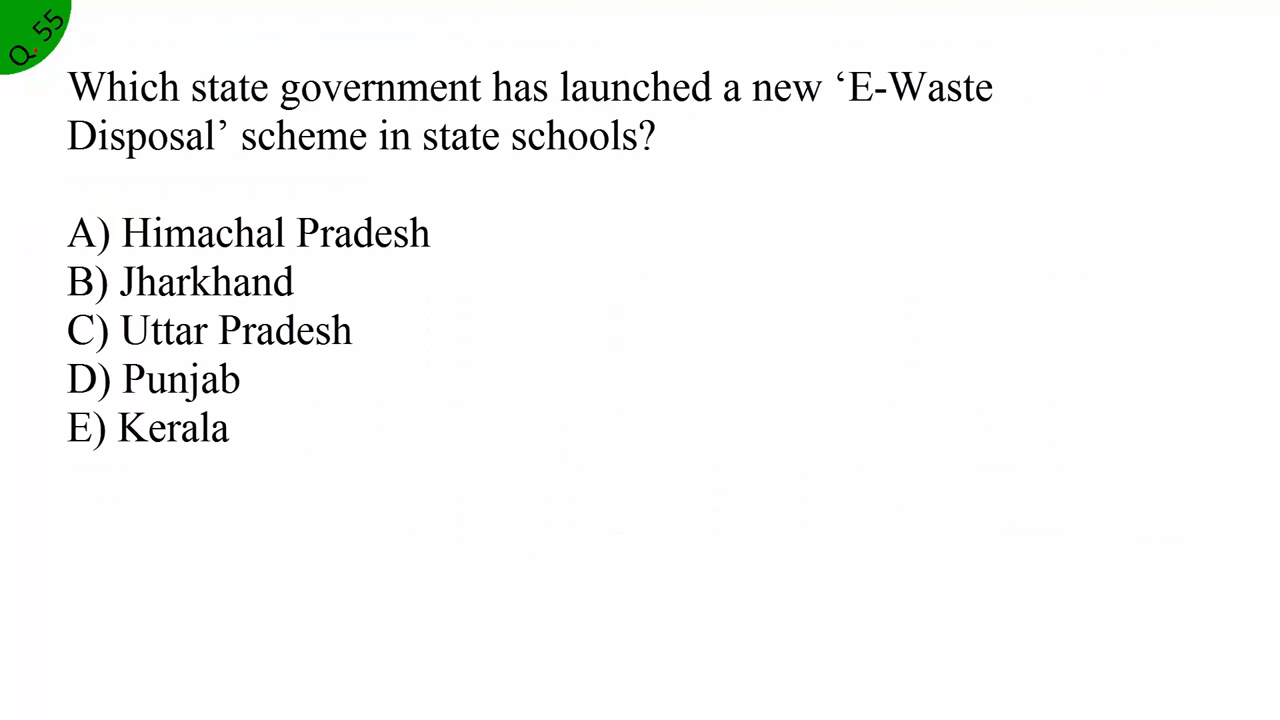 Q. 55
Which state government has launched a new ‘E-Waste
Disposal’ scheme in state schools?
A) Himachal Pradesh
B) Jharkhand
C) Uttar Pradesh
D) Punjab
E) Kerala